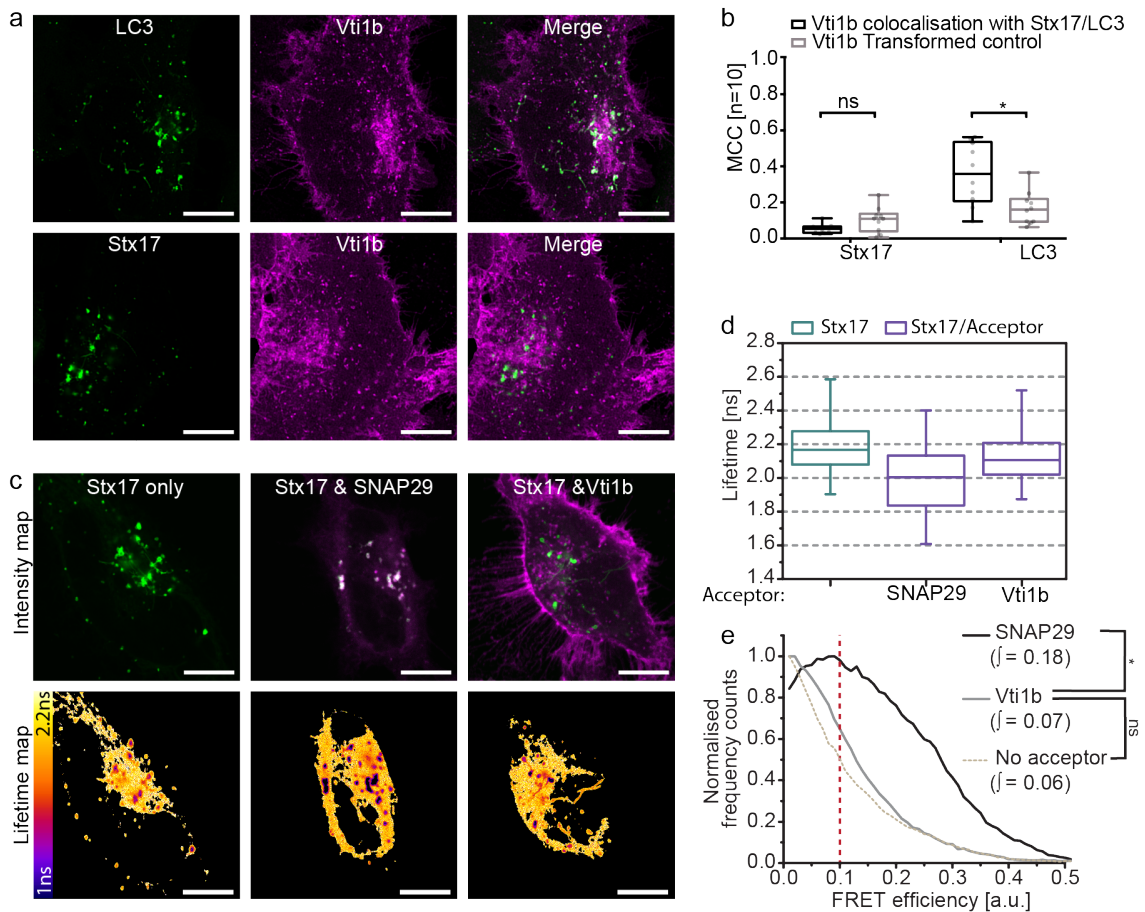 a
LC3
Vti1b
Merge
Stx17
Vti1b
Merge
b
Vti1b colocalisation with Stx17/LC3
Vti1b Transformed control
MCC [n=10]
1.0
0.8
0.6
0.4
0.2
0.0
ns
*
Stx17
LC3
c
Stx17 only
Stx17 & SNAP29
Stx17 &Vti1b
Intensity map
Lifetime map
2.2ns
1ns
d
Stx17
Stx17/Acceptor
Lifetime [ns]
2.8
2.6
2.4
2.2
2.0
1.8
1.6
1.4
Acceptor:
SNAP29
Vti1b
e
Normalised
frequency counts
1.0
0.8
0.6
0.4
0.2
0.0
SNAP29
(∫= 0.18)
Vti1b
(∫= 0.07)
No acceptor
(∫= 0.06)
*
ns
0.0
0.1
0.2
0.3
0.4
0.5
FRET efficiency [a.u.]